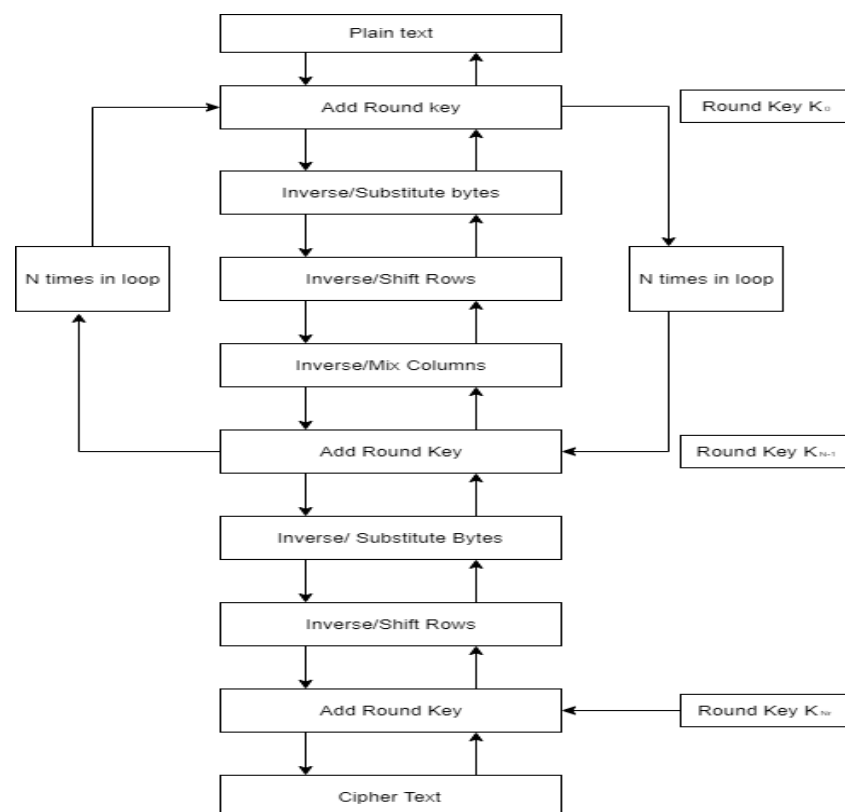 Plain text
Add Round key
Round Key K₀
Inverse/Substitute bytes
N times in loop
Inverse/Shift Rows
N times in loop
Inverse/Mix Columns
Add Round Key
Round Key K N-1
Inverse/ Substitute Bytes
Inverse/Shift Rows
Add Round Key
Round Key K Nr
Cipher Text